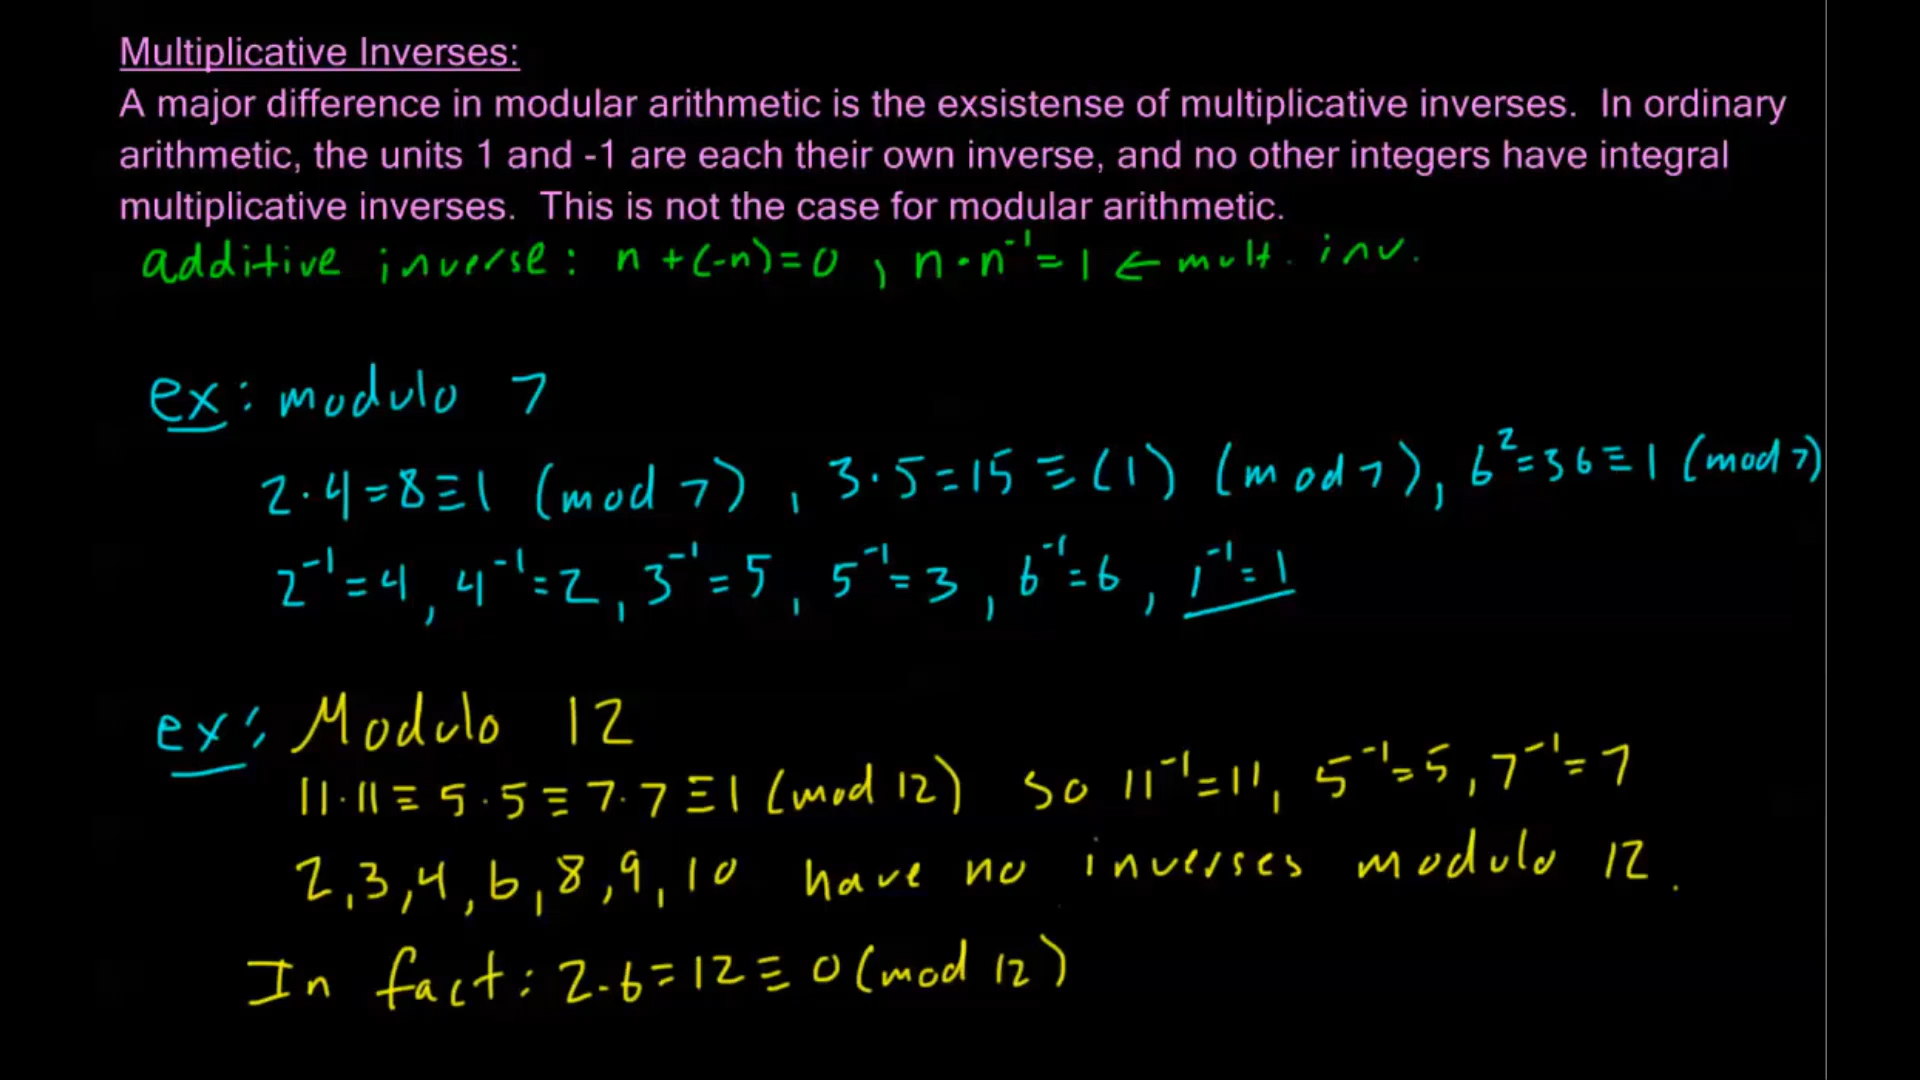 Multiplicative Inverses:
A major difference in modular arithmetic is the exsistense of multiplicative inverses.  In ordinary
arithmetic, the units 1 and -1 are each their own inverse, and no other integers have integral
multiplicative inverses.  This is not the case for modular arithmetic.
additive inverse: n + (-n) = 0 , n · n⁻¹ = 1 ← mult. inv.
ex: modulo 7
2 · 4 = 8 ≡ 1 (mod 7) , 3 · 5 = 15 ≡ (1) (mod 7), 6² = 36 ≡ 1 (mod 7)
2⁻¹ = 4, 4⁻¹ = 2, 3⁻¹ = 5, 5⁻¹ = 3, 6⁻¹ = 6, 1⁻¹ = 1
ex: Modulo 12
11 · 11 ≡ 5 · 5 ≡ 7 · 7 ≡ 1 (mod 12) so 11⁻¹ = 11, 5⁻¹ = 5, 7⁻¹ = 7
2, 3, 4, 6, 8, 9, 10 have no inverses modulo 12.
In fact: 2 · 6 = 12 ≡ 0 (mod 12)